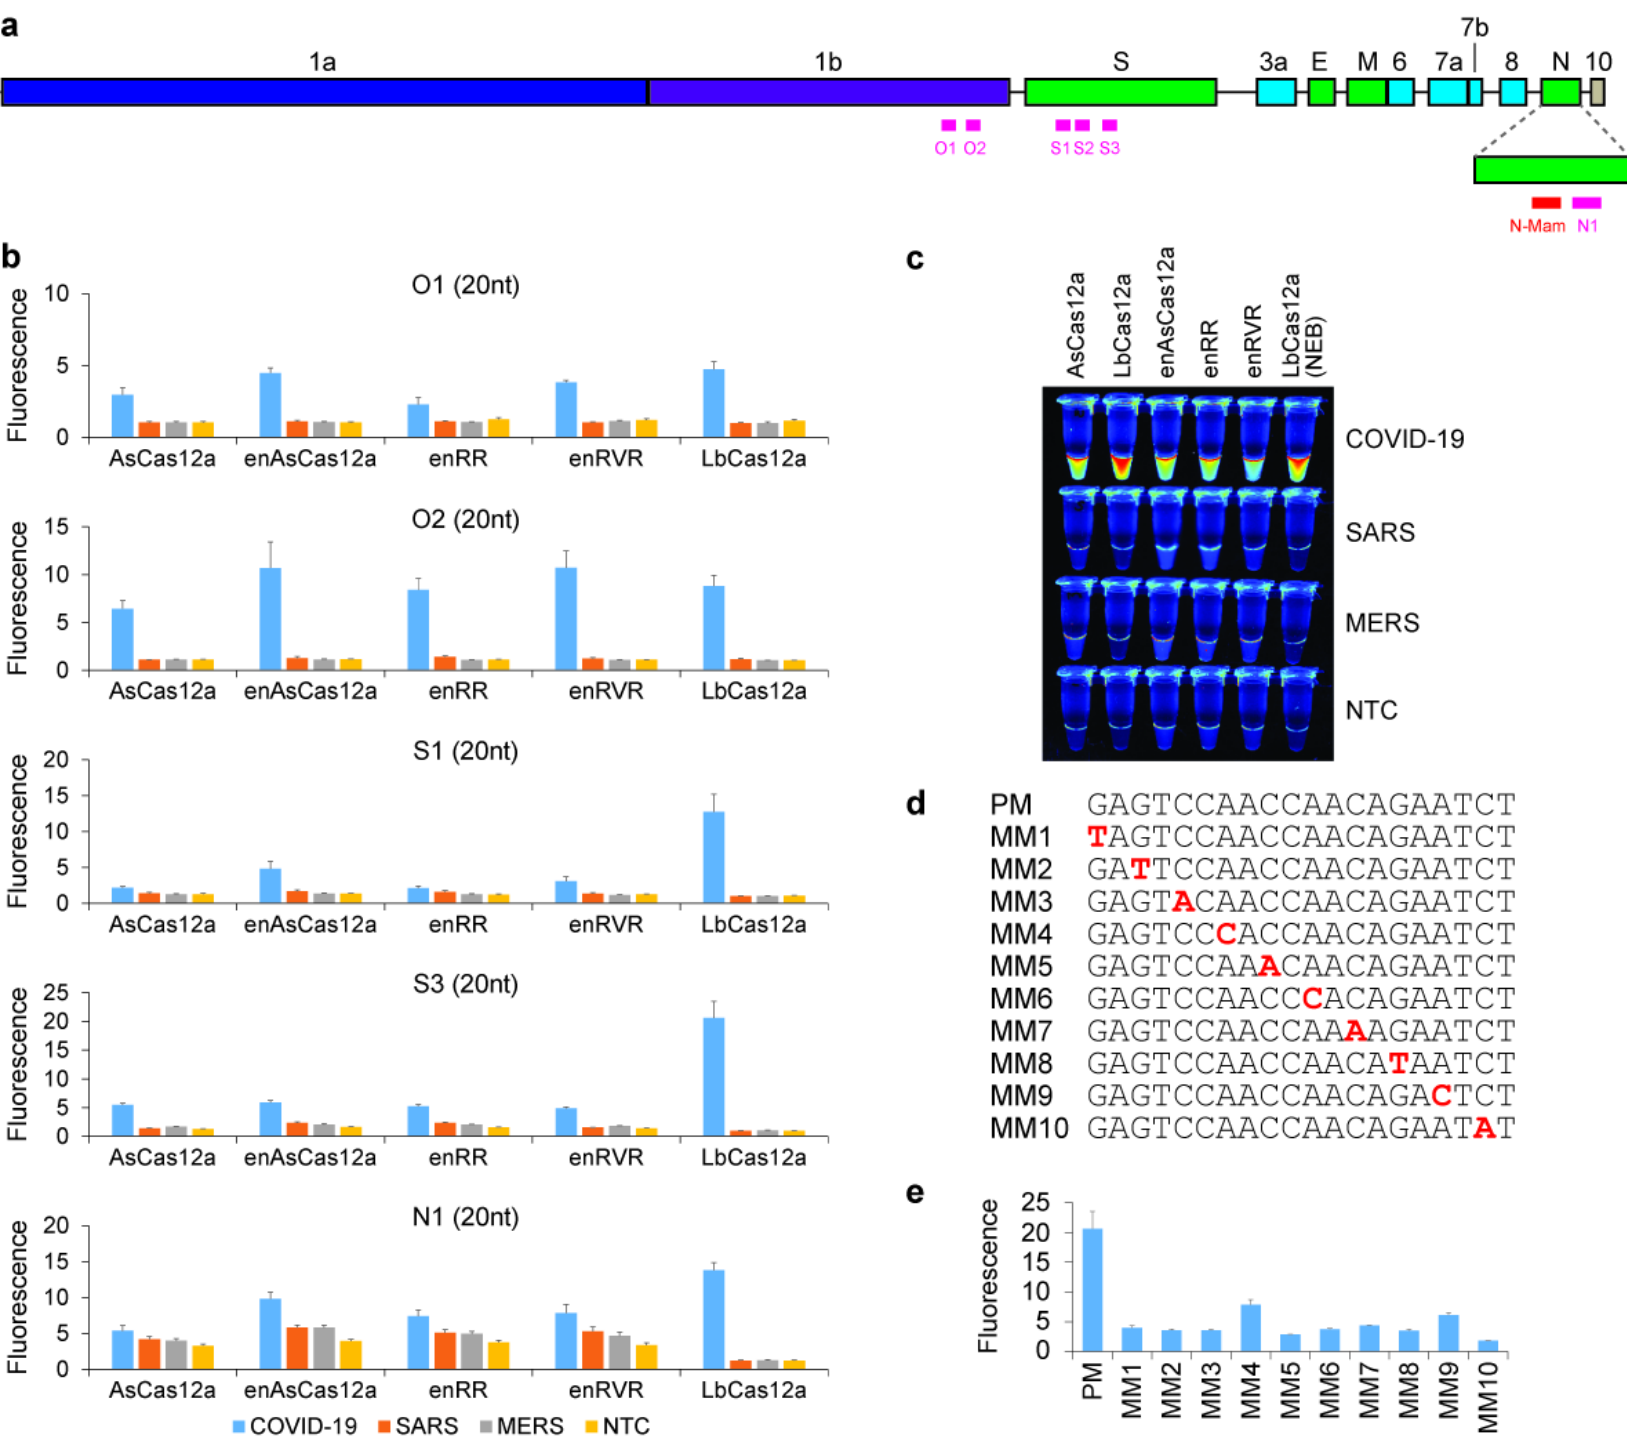 a
7b
1a 1b S 3a E M 6 7a 8 N 10
O1 O2 S1 S2 S3
N-Mam N1
b
O1 (20nt)
Fluorescence
10
5
0
AsCas12a enAsCas12a enRR enRVR LbCas12a
O2 (20nt)
Fluorescence
15
10
5
0
AsCas12a enAsCas12a enRR enRVR LbCas12a
S1 (20nt)
Fluorescence
20
15
10
5
0
AsCas12a enAsCas12a enRR enRVR LbCas12a
S3 (20nt)
Fluorescence
25
20
15
10
5
0
AsCas12a enAsCas12a enRR enRVR LbCas12a
N1 (20nt)
Fluorescence
20
15
10
5
0
AsCas12a enAsCas12a enRR enRVR LbCas12a
COVID-19 SARS MERS NTC
c
AsCas12a
LbCas12a
enAsCas12a
enRR
enRVR
LbCas12a
(NEB)
COVID-19
SARS
MERS
NTC
d
PM GAGTCCAACCAACAGAATCT
MM1 TAGTCCAACCAACAGAATCT
MM2 GATTCCAACCAACAGAATCT
MM3 GAGTACAACCAACAGAATCT
MM4 GAGTCCCACCAACAGAATCT
MM5 GAGTCCAAACAACAGAATCT
MM6 GAGTCCAACCCACAGAATCT
MM7 GAGTCCAACCAAAAGAATCT
MM8 GAGTCCAACCAACATAATCT
MM9 GAGTCCAACCAACAGACTCT
MM10 GAGTCCAACCAACAGAATAT
e
Fluorescence
25
20
15
10
5
0
PM
MM1
MM2
MM3
MM4
MM5
MM6
MM7
MM8
MM9
MM10